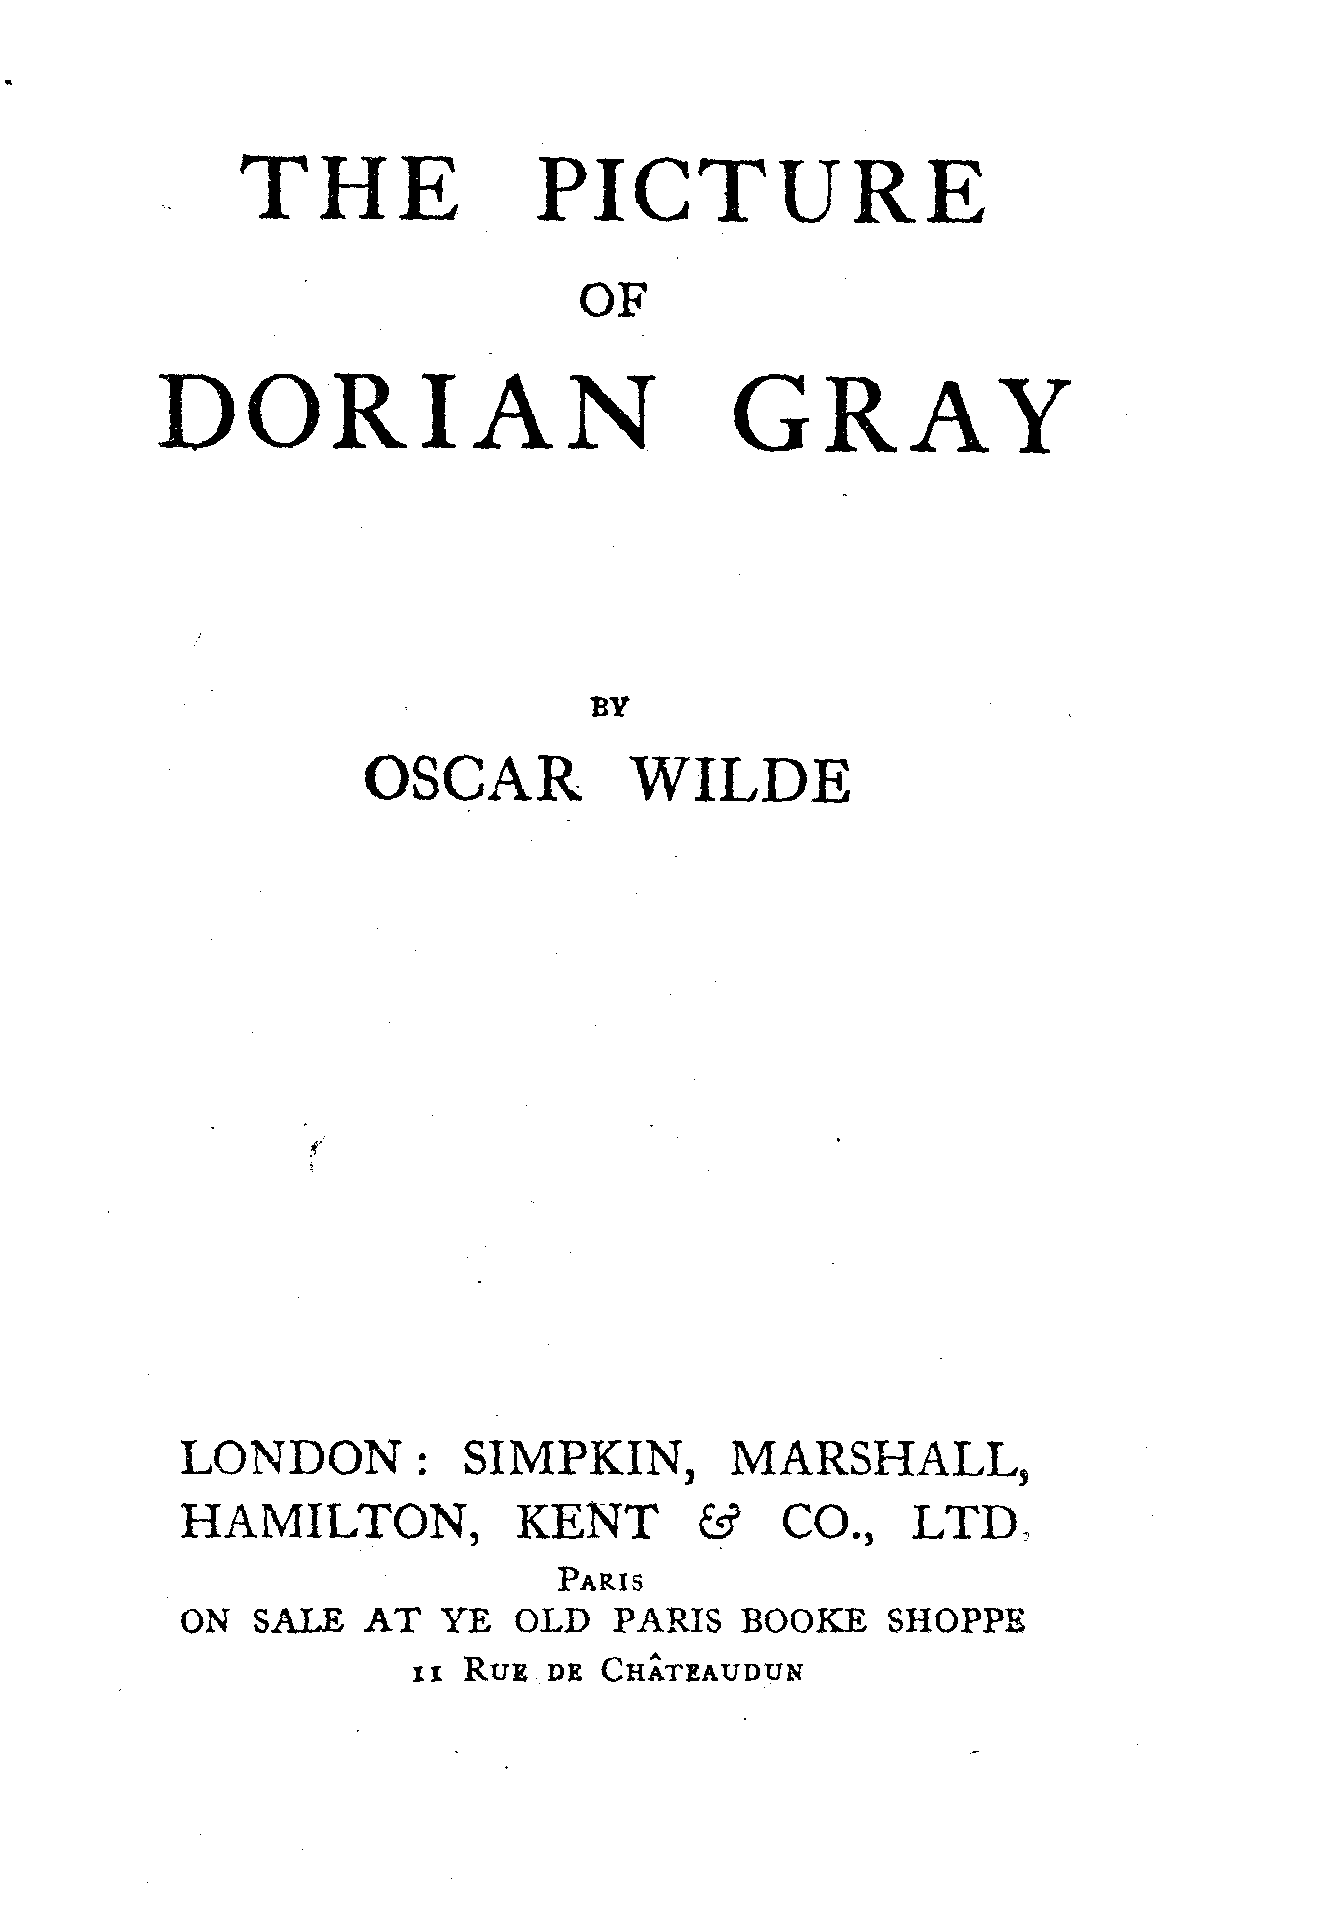 THE PICTURE
OF
DORIAN GRAY
BY
OSCAR WILDE
LONDON: SIMPKIN, MARSHALL,
HAMILTON, KENT & CO., LTD.
PARIS
ON SALE AT YE OLD PARIS BOOKE SHOPPE
11 RUE DE CHÂTEAUDUN